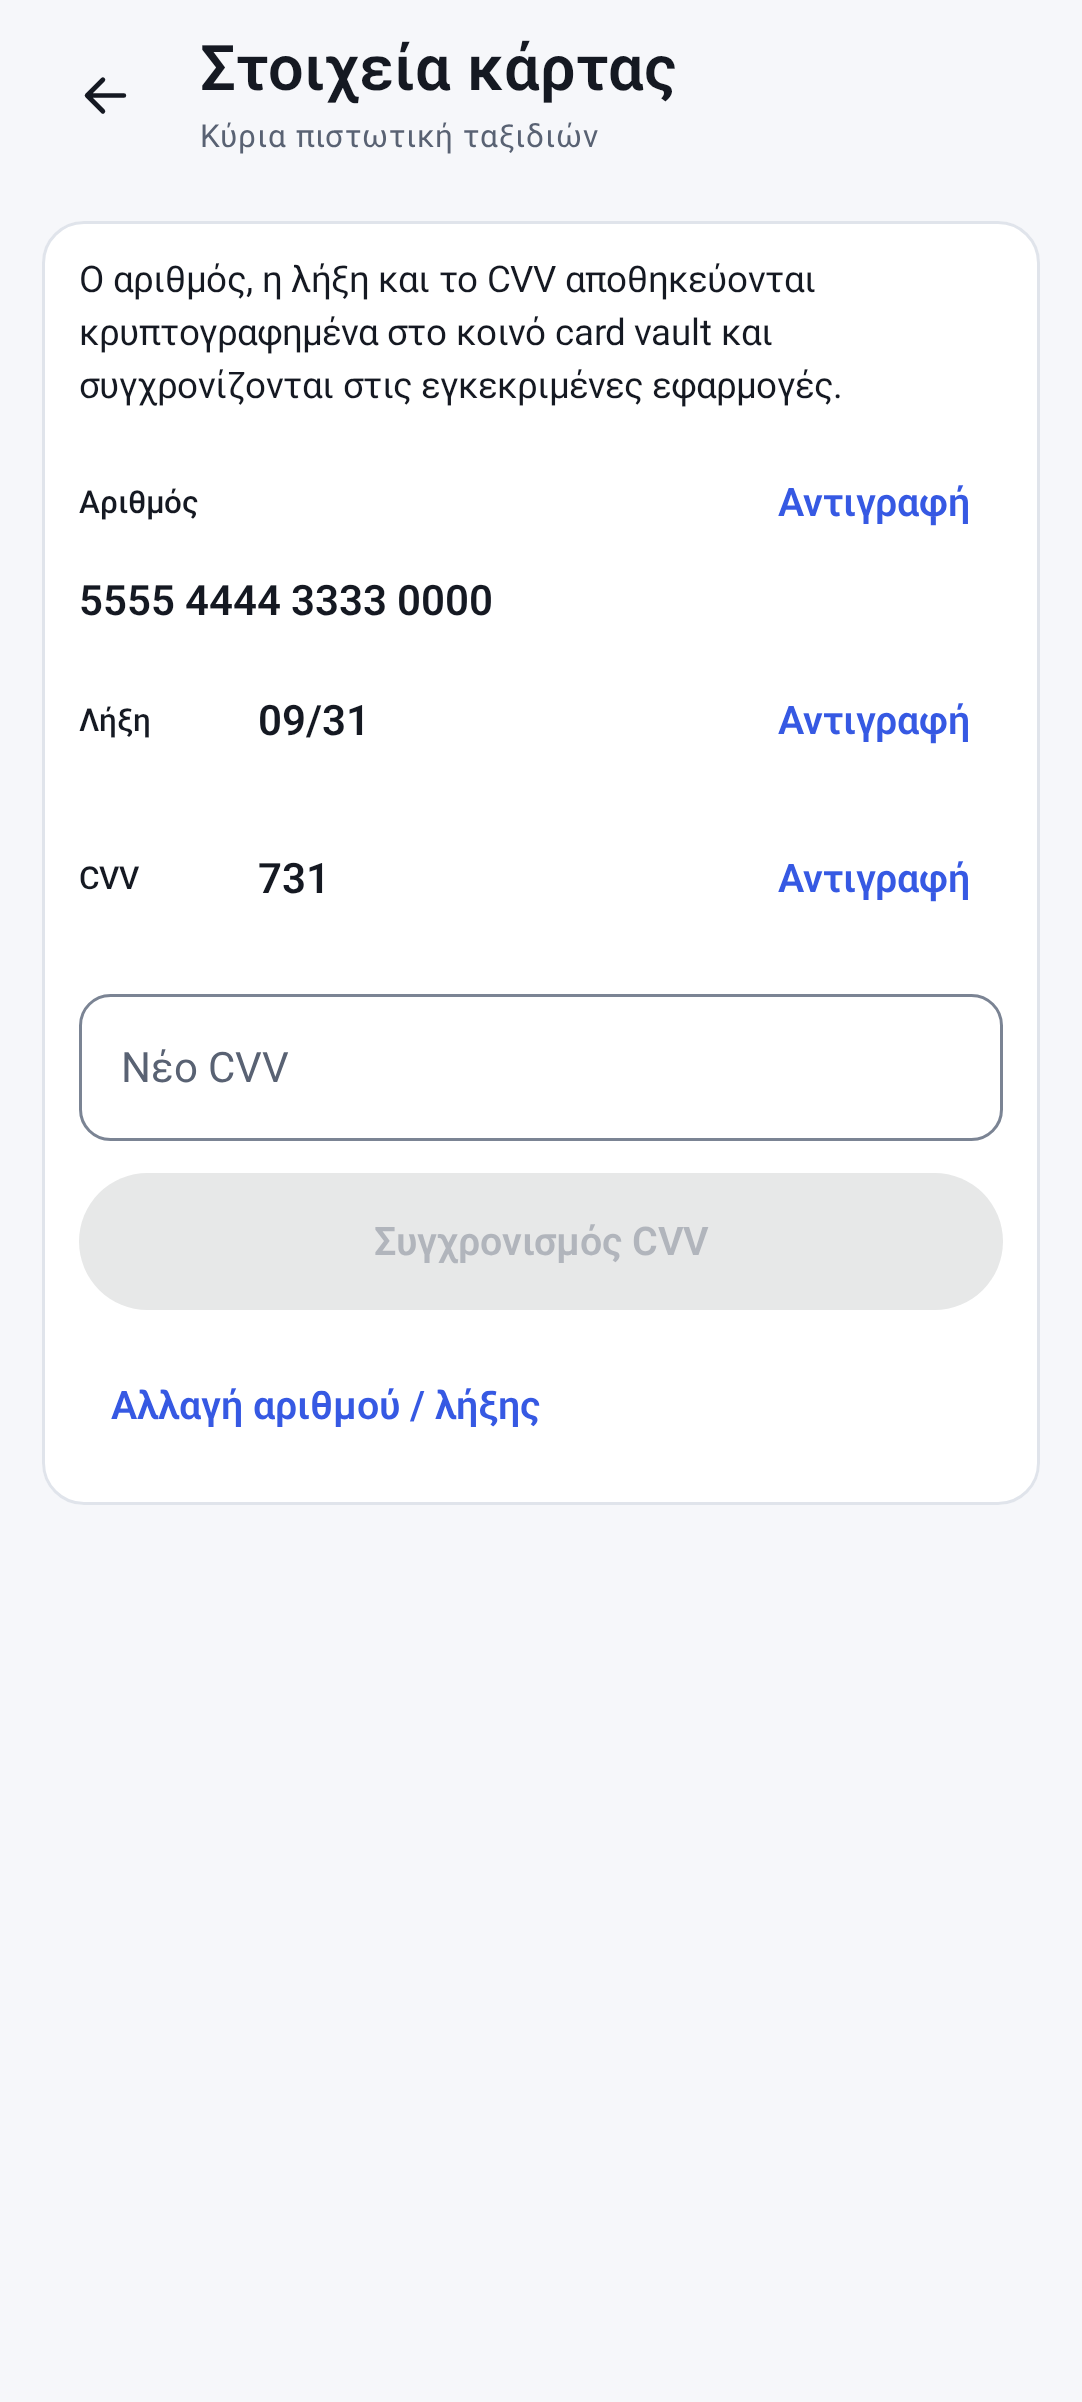 Στοιχεία κάρτας
Κύρια πιστωτική ταξιδιών
Ο αριθμός, η λήξη και το CVV αποθηκεύονται
κρυπτογραφημένα στο κοινό card vault και
συγχρονίζονται στις εγκεκριμένες εφαρμογές.
Αριθμός Αντιγραφή
5555 4444 3333 0000
Λήξη 09/31 Αντιγραφή
CVV 731 Αντιγραφή
Νέο CVV
Συγχρονισμός CVV
Αλλαγή αριθμού / λήξης